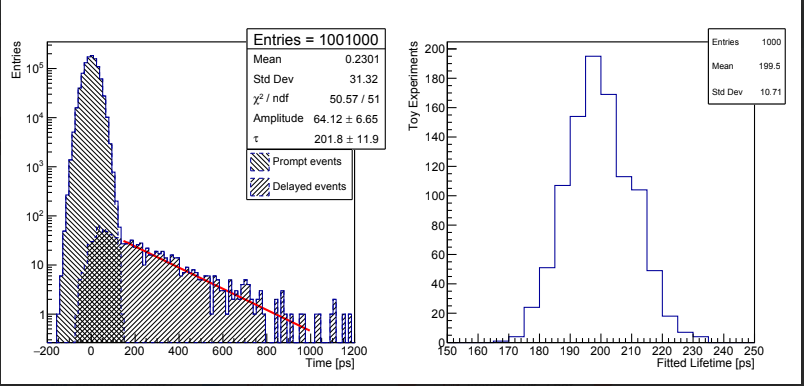 Entries = 1001000
Mean 0.2301
Std Dev 31.32
χ² / ndf 50.57 / 51
Amplitude 64.12 ± 6.65
τ 201.8 ± 11.9
Prompt events
Delayed events
Entries
10⁵
10⁴
10³
10²
10
1
−200 0 200 400 600 800 1000 1200
Time [ps]
Entries 1000
Mean 199.5
Std Dev 10.71
Toy Experiments
200
180
160
140
120
100
80
60
40
20
0
150 160 170 180 190 200 210 220 230 240 250
Fitted Lifetime [ps]